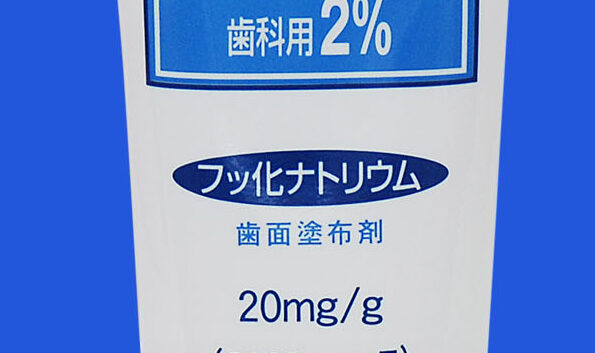 歯科用2%
フッ化ナトリウム
歯面塗布剤
20mg/g